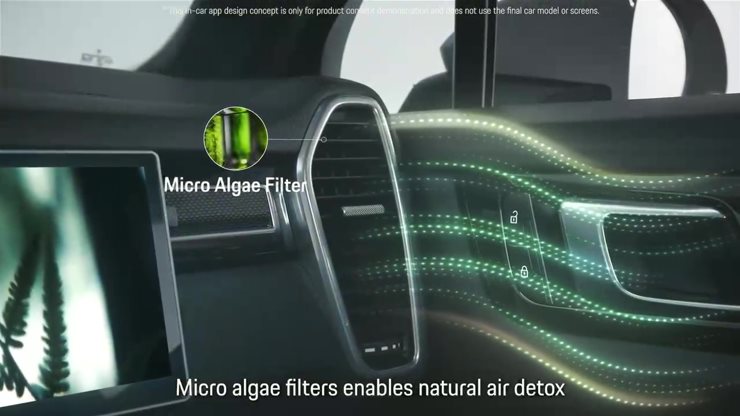 This in-car app design concept is only for product concept demonstration and does not use the final car model or screens.
Micro Algae Filter
Micro algae filters enables natural air detox